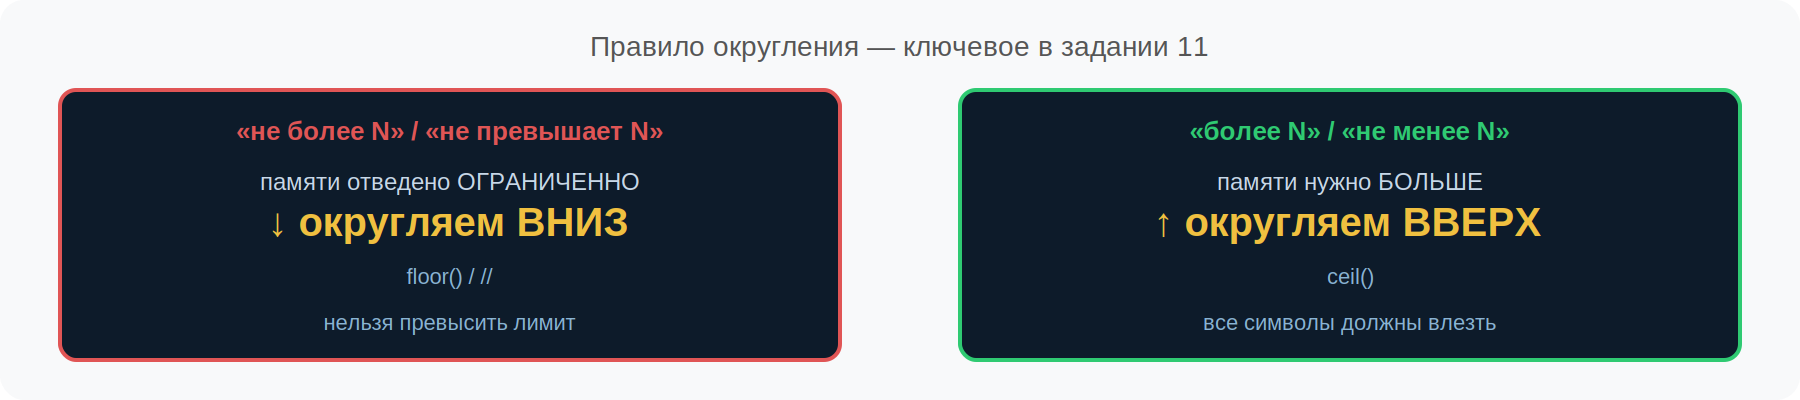 Правило округления — ключевое в задании 11
«не более N» / «не превышает N»
памяти отведено ОГРАНИЧЕННО
↓ округляем ВНИЗ
floor() / //
нельзя превысить лимит
«более N» / «не менее N»
памяти нужно БОЛЬШЕ
↑ округляем ВВЕРХ
ceil()
все символы должны влезть